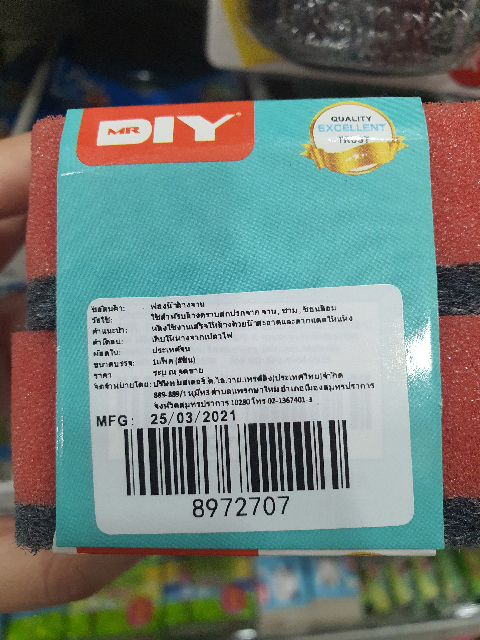 MR DIY
QUALITY
EXCELLENT
TRUST
ชื่อสินค้า: ฟองน้ำล้างจาน
วิธีใช้: ใช้สำหรับล้างคราบสกปรกจาก จาน, ชาม, ช้อนส้อม
คำแนะนำ: หลังใช้งานเสร็จให้ล้างด้วยน้ำสะอาดและตากแดดให้แห้ง
คำเตือน: เก็บให้ห่างจากเปลวไฟ
ผลิตใน: ประเทศจีน
ขนาดบรรจุ: 1แพ็ค (4ชิ้น)
ราคา: ระบุ ณ จุดขาย
จัดจำหน่ายโดย: บริษัท มิสเตอร์.ดี.ไอ.วาย.เทรดดิ้ง(ประเทศไทย)จำกัด
889-889/1 หมู่ที่ ตำบลแพรกษาใหม่ อำเภอเมืองสมุทรปราการ
จังหวัดสมุทรปราการ 10280 โทร 02-1367401-3
MFG: 25/03/2021
8972707